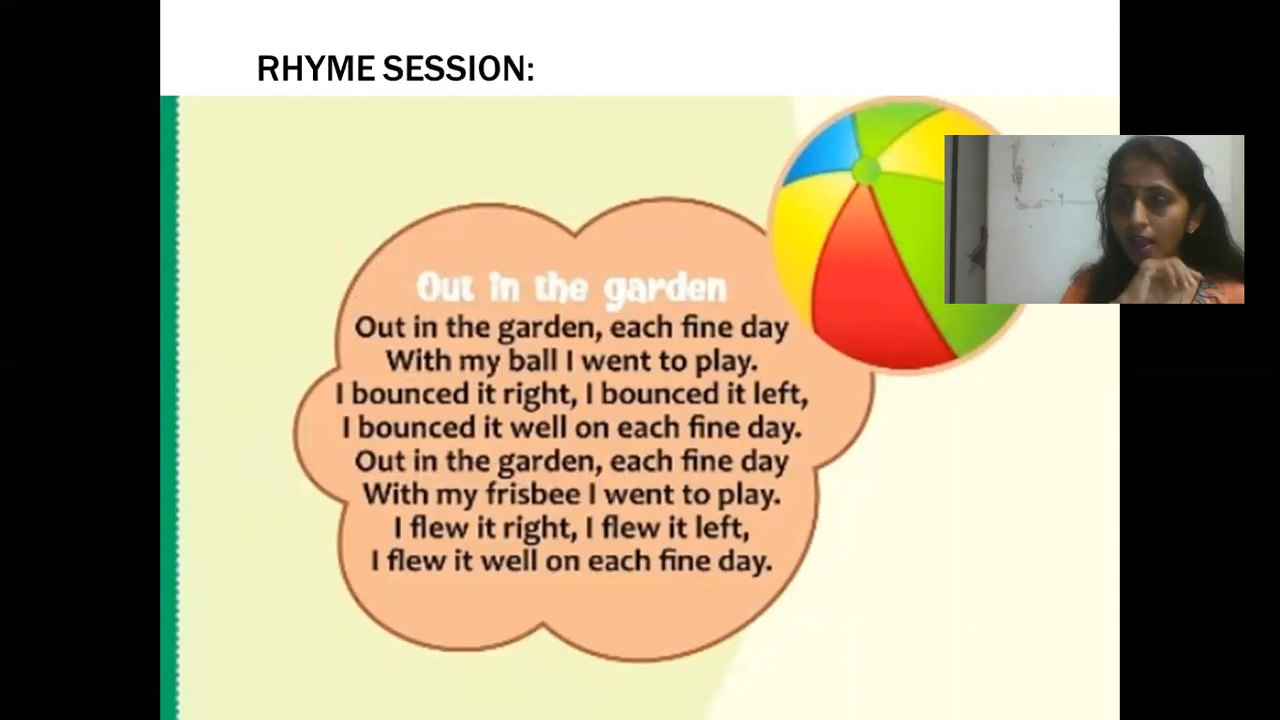 RHYME SESSION:
Out in the garden
Out in the garden, each fine day
With my ball I went to play.
I bounced it right, I bounced it left,
I bounced it well on each fine day.
Out in the garden, each fine day
With my frisbee I went to play.
I flew it right, I flew it left,
I flew it well on each fine day.